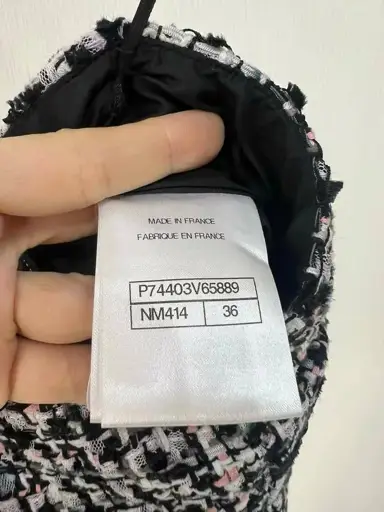 MADE IN FRANCE
FABRIQUE EN FRANCE
P74403V65889
NM414 36